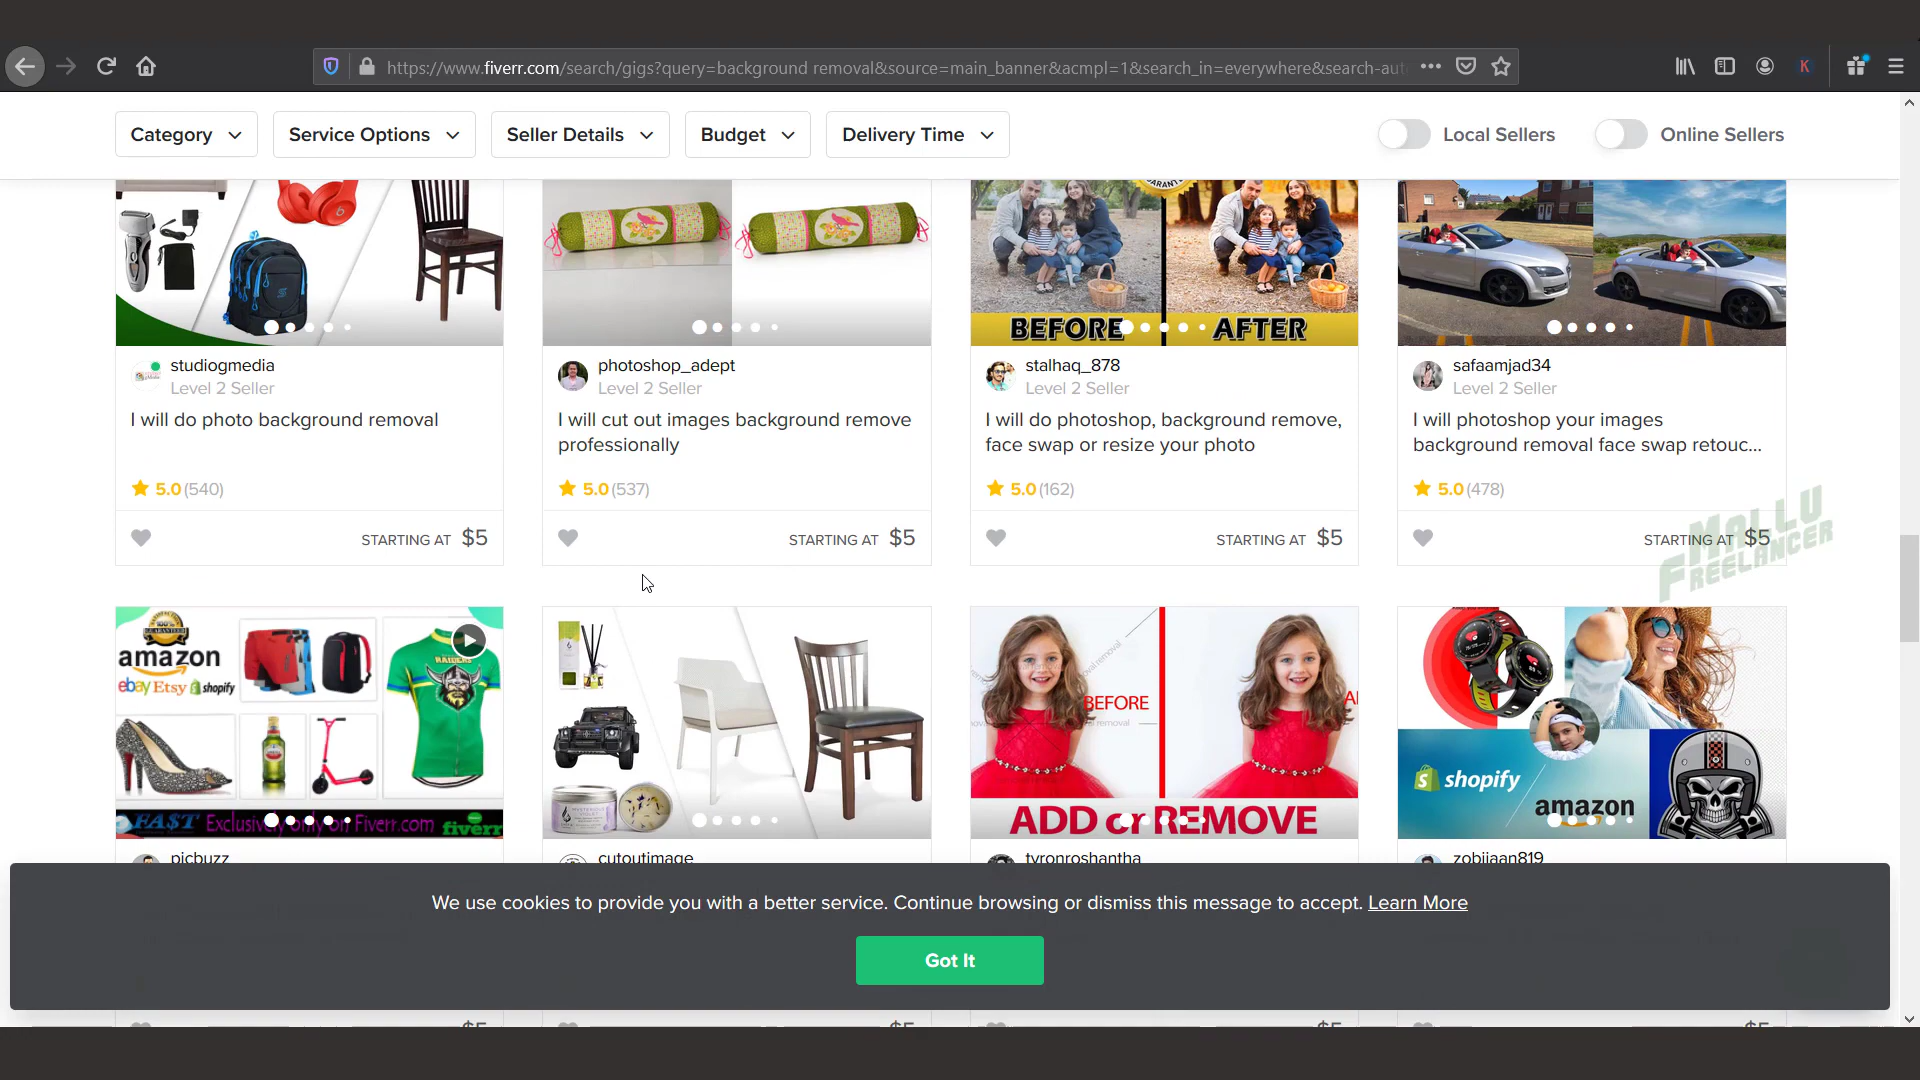 https://www.fiverr.com/search/gigs?query=background removal&source=main_banner&acmpl=1&search_in=everywhere&search-aut
K
Category
Service Options
Seller Details
Budget
Delivery Time
Local Sellers
Online Sellers
BEFORE
AFTER
studiogmedia
Level 2 Seller
I will do photo background removal
5.0 (540)
STARTING AT $5
photoshop_adept
Level 2 Seller
I will cut out images background remove
professionally
5.0 (537)
STARTING AT $5
stalhaq_878
Level 2 Seller
I will do photoshop, background remove,
face swap or resize your photo
5.0 (162)
STARTING AT $5
safaamjad34
Level 2 Seller
I will photoshop your images
background removal face swap retouc...
5.0 (478)
STARTING AT $5
MALLU
FREELANCER
amazon
ebay Etsy shopify
RAIDERS
FA$T Exclusively only on Fiverr.com fiverr
BEFORE
ADD or REMOVE
shopify
amazon
picbuzz
cutoutimage
tyronroshantha
zobijaan819
We use cookies to provide you with a better service. Continue browsing or dismiss this message to accept. Learn More
Got It